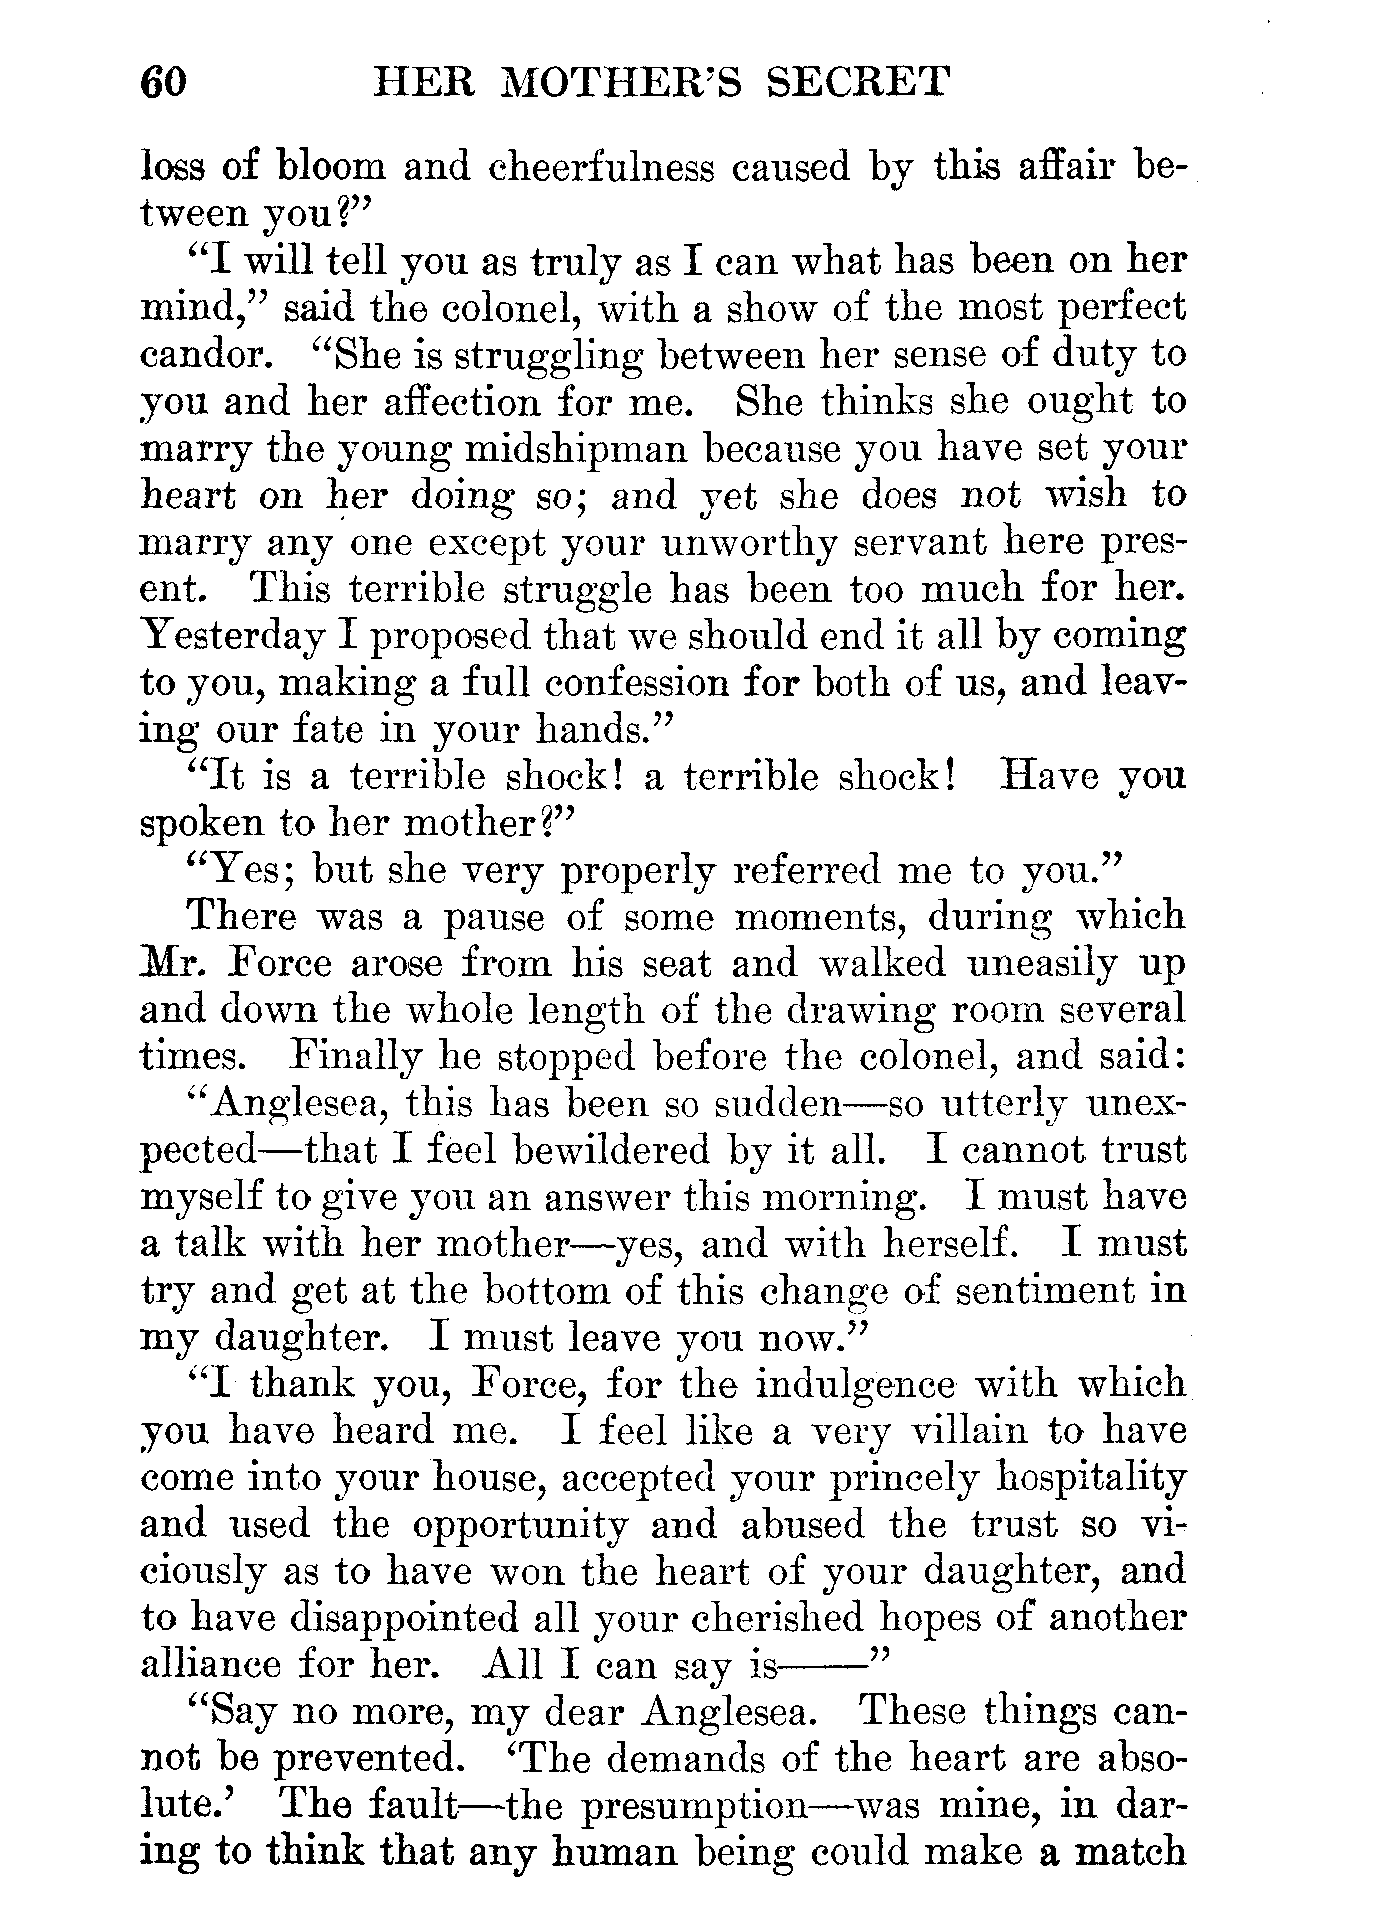 60 HER MOTHER'S SECRET
loss of bloom and cheerfulness caused by this affair be-
tween you?"
"I will tell you as truly as I can what has been on her
mind," said the colonel, with a show of the most perfect
candor. "She is struggling between her sense of duty to
you and her affection for me. She thinks she ought to
marry the young midshipman because you have set your
heart on her doing so; and yet she does not wish to
marry any one except your unworthy servant here pres-
ent. This terrible struggle has been too much for her.
Yesterday I proposed that we should end it all by coming
to you, making a full confession for both of us, and leav-
ing our fate in your hands."
"It is a terrible shock! a terrible shock! Have you
spoken to her mother?"
"Yes; but she very properly referred me to you."
There was a pause of some moments, during which
Mr. Force arose from his seat and walked uneasily up
and down the whole length of the drawing room several
times. Finally he stopped before the colonel, and said:
"Anglesea, this has been so sudden—so utterly unex-
pected—that I feel bewildered by it all. I cannot trust
myself to give you an answer this morning. I must have
a talk with her mother—yes, and with herself. I must
try and get at the bottom of this change of sentiment in
my daughter. I must leave you now."
"I thank you, Force, for the indulgence with which
you have heard me. I feel like a very villain to have
come into your house, accepted your princely hospitality
and used the opportunity and abused the trust so vi-
ciously as to have won the heart of your daughter, and
to have disappointed all your cherished hopes of another
alliance for her. All I can say is——"
"Say no more, my dear Anglesea. These things can-
not be prevented. 'The demands of the heart are abso-
lute.' The fault—the presumption—was mine, in dar-
ing to think that any human being could make a match